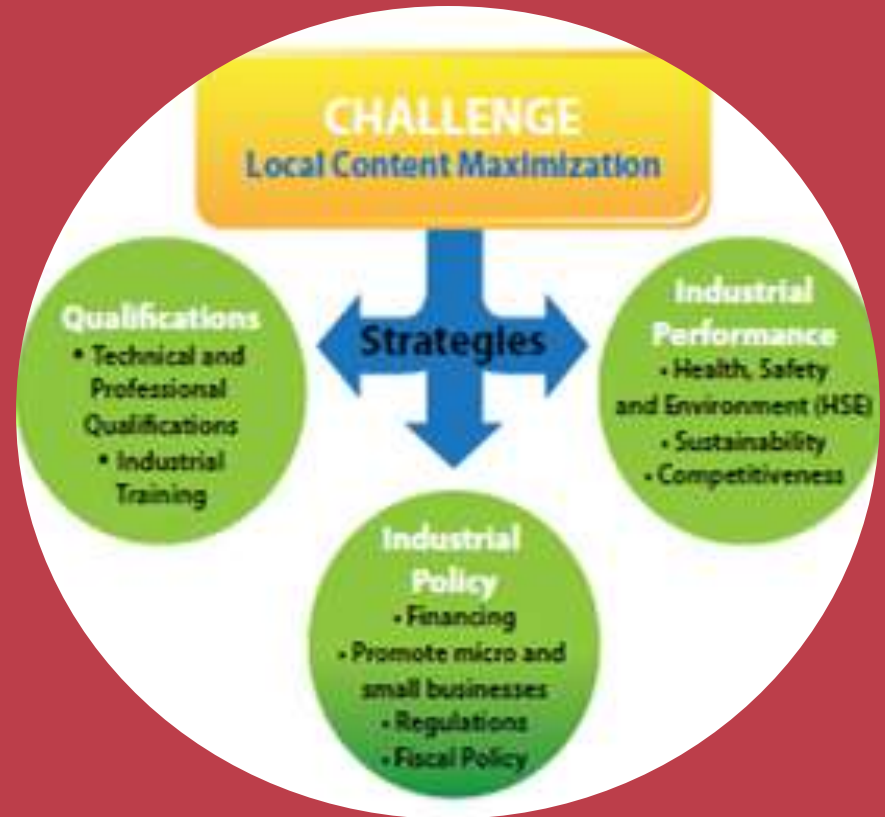 CHALLENGE
Local Content Maximization
Strategies
Qualifications
• Technical and
Professional
Qualifications
• Industrial
Training
Industrial
Performance
• Health, Safety
and Environment (HSE)
• Sustainability
• Competitiveness
Industrial
Policy
• Financing
• Promote micro and
small businesses
• Regulations
• Fiscal Policy